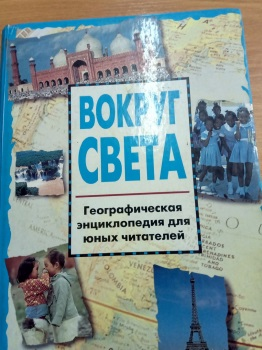 ВОКРУГ
СВЕТА
Географическая
энциклопедия для
юных читателей